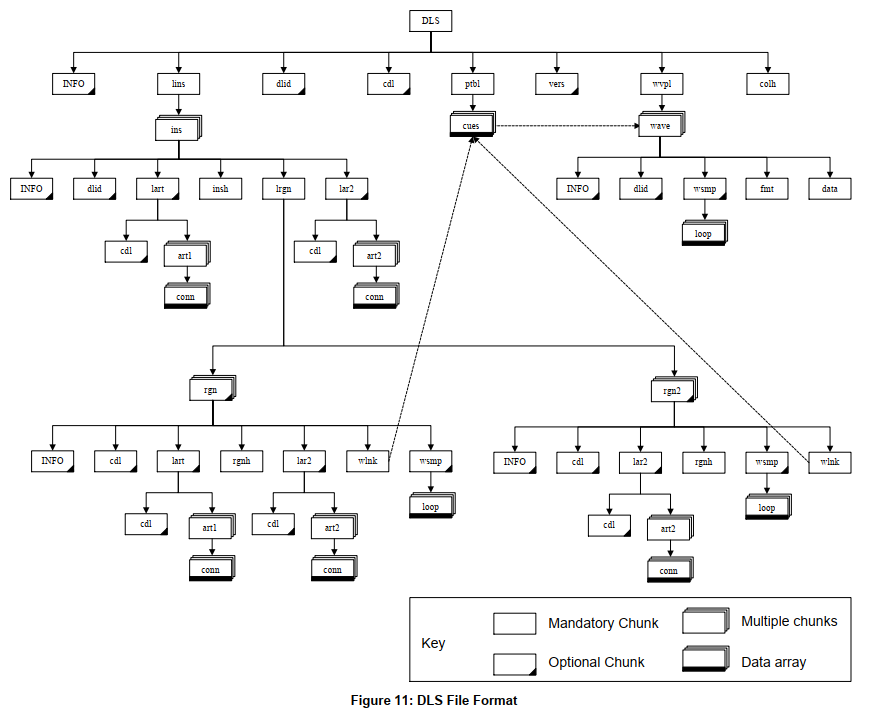 DLS
INFO lins dlid cdl ptbl vers wvpl colh
ins cues wave
INFO dlid lart insh lrgn lar2 INFO dlid wsmp fmt data
cdl art1 cdl art2 loop
conn conn
rgn rgn2
INFO cdl lart rgnh lar2 wlnk wsmp INFO cdl lar2 rgnh wsmp wlnk
cdl art1 cdl art2 loop cdl art2 loop
conn conn conn
Key
Mandatory Chunk Multiple chunks
Optional Chunk Data array
Figure 11: DLS File Format